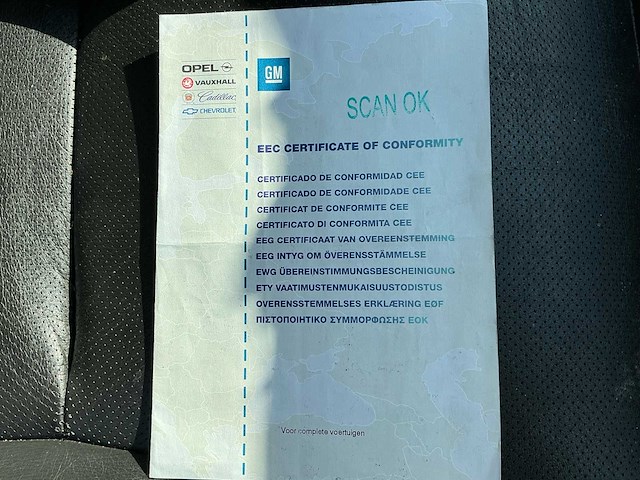 OPEL
VAUXHALL
Cadillac
CHEVROLET
GM
SCAN OK
EEC CERTIFICATE OF CONFORMITY
CERTIFICADO DE CONFORMIDAD CEE
CERTIFICADO DE CONFORMIDADE CEE
CERTIFICAT DE CONFORMITE CEE
CERTIFICATO DI CONFORMITA CEE
EEG CERTIFICAAT VAN OVEREENSTEMMING
EEG INTYG OM ÖVERENSSTÄMMELSE
EWG ÜBEREINSTIMMUNGSBESCHEINIGUNG
ETY VAATIMUSTENMUKAISUUSTODISTUS
OVERENSSTEMMELSES ERKLÆRING EØF
ΠΙΣΤΟΠΟΙΗΤΙΚΟ ΣΥΜΜΟΡΦΩΣΗΣ ΕΟΚ
Voor complete voertuigen